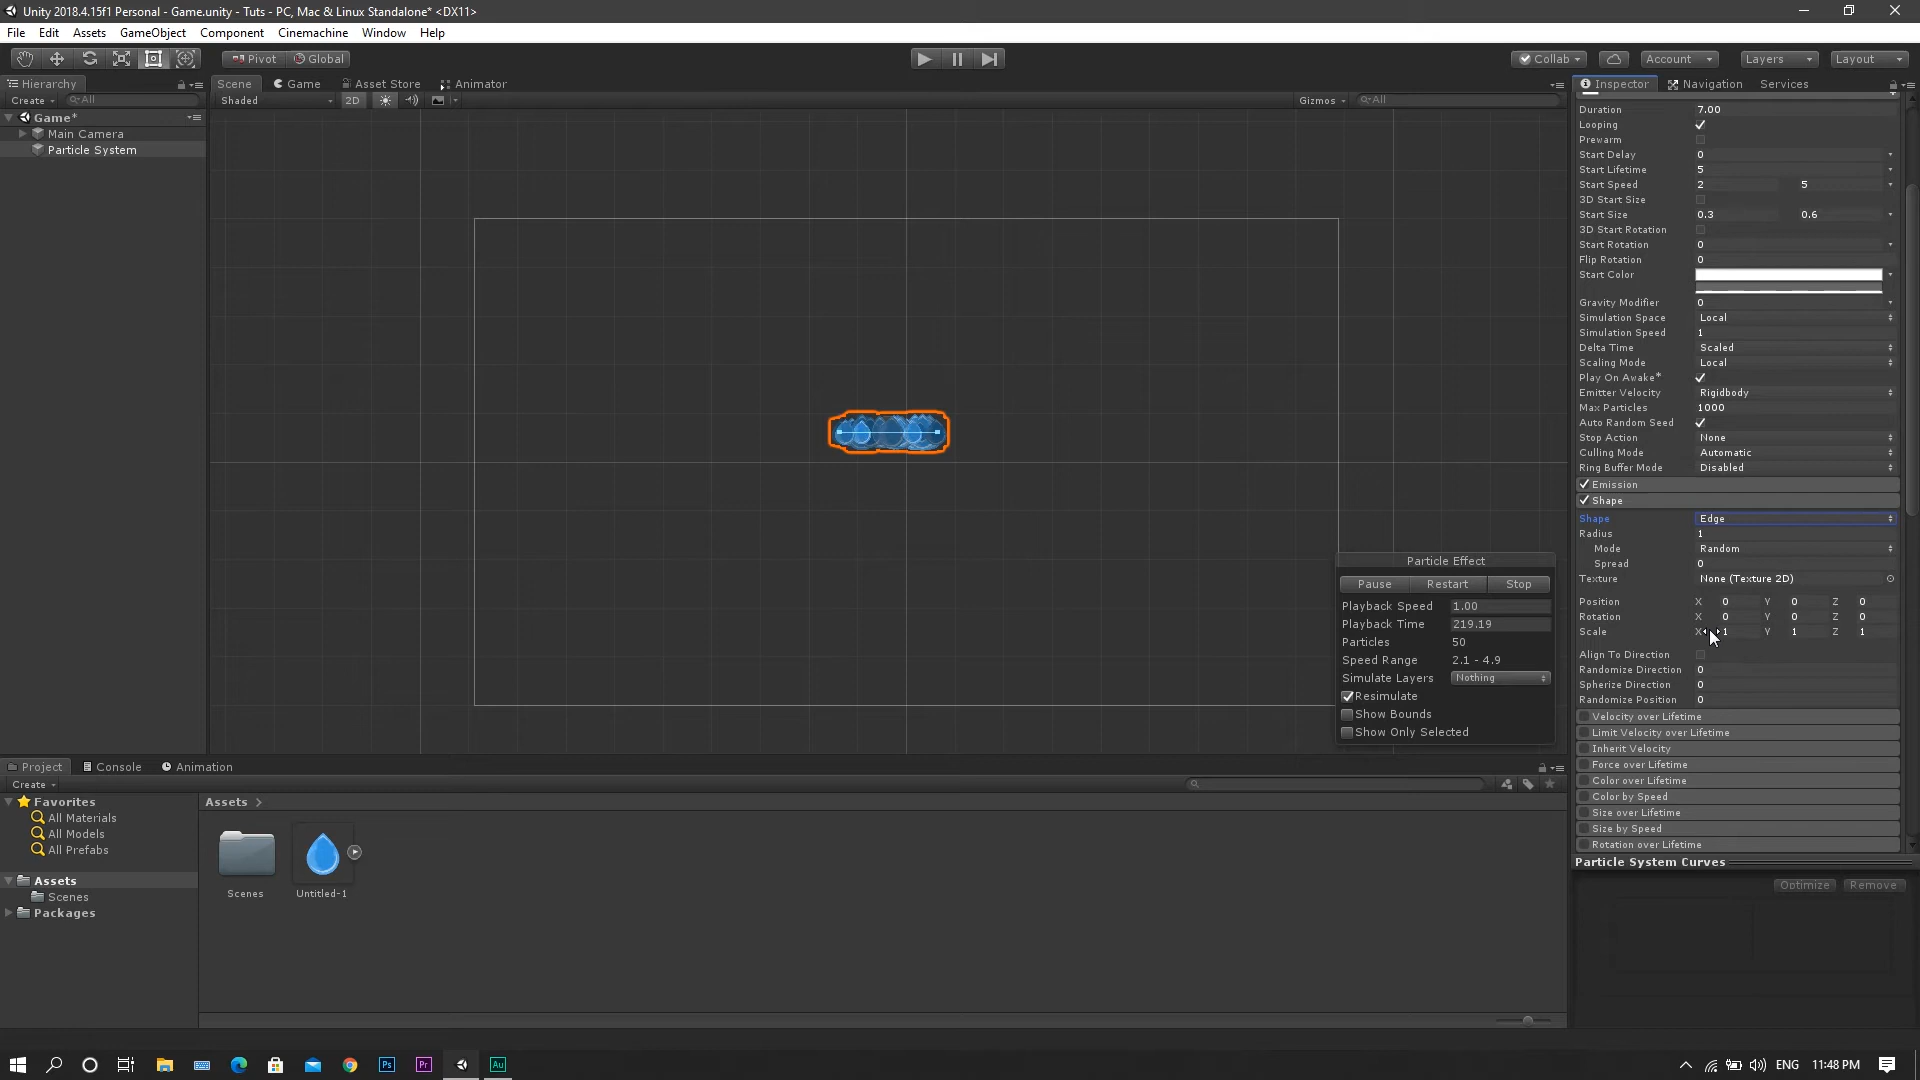 Unity 2018.4.15f1 Personal - Game.unity - Tuts - PC, Mac & Linux Standalone* <DX11>
File Edit Assets GameObject Component Cinemachine Window Help
Pivot Global Collab Account Layers Layout
Hierarchy
Create All
Game*
Main Camera
Particle System
Scene Game Asset Store Animator
Shaded 2D Gizmos All
Inspector Navigation Services
Duration 7.00
Looping
Prewarm
Start Delay 0
Start Lifetime 5
Start Speed 2 5
3D Start Size
Start Size 0.3 0.6
3D Start Rotation
Start Rotation 0
Flip Rotation 0
Start Color
Gravity Modifier 0
Simulation Space Local
Simulation Speed 1
Delta Time Scaled
Scaling Mode Local
Play On Awake*
Emitter Velocity Rigidbody
Max Particles 1000
Auto Random Seed
Stop Action None
Culling Mode Automatic
Ring Buffer Mode Disabled
Emission
Shape
Shape Edge
Radius 1
Mode Random
Spread 0
Texture None (Texture 2D)
Position X 0 Y 0 Z 0
Rotation X 0 Y 0 Z 0
Scale X 1 Y 1 Z 1
Align To Direction
Randomize Direction 0
Spherize Direction 0
Randomize Position 0
Velocity over Lifetime
Limit Velocity over Lifetime
Inherit Velocity
Force over Lifetime
Color over Lifetime
Color by Speed
Size over Lifetime
Size by Speed
Rotation over Lifetime
Particle System Curves
Optimize Remove
Particle Effect
Pause Restart Stop
Playback Speed 1.00
Playback Time 219.19
Particles 50
Speed Range 2.1 - 4.9
Simulate Layers Nothing
Resimulate
Show Bounds
Show Only Selected
Project Console Animation
Create
Favorites
All Materials
All Models
All Prefabs
Assets
Scenes
Packages
Assets
Scenes Untitled-1
Ps Pr Au
ENG 11:48 PM